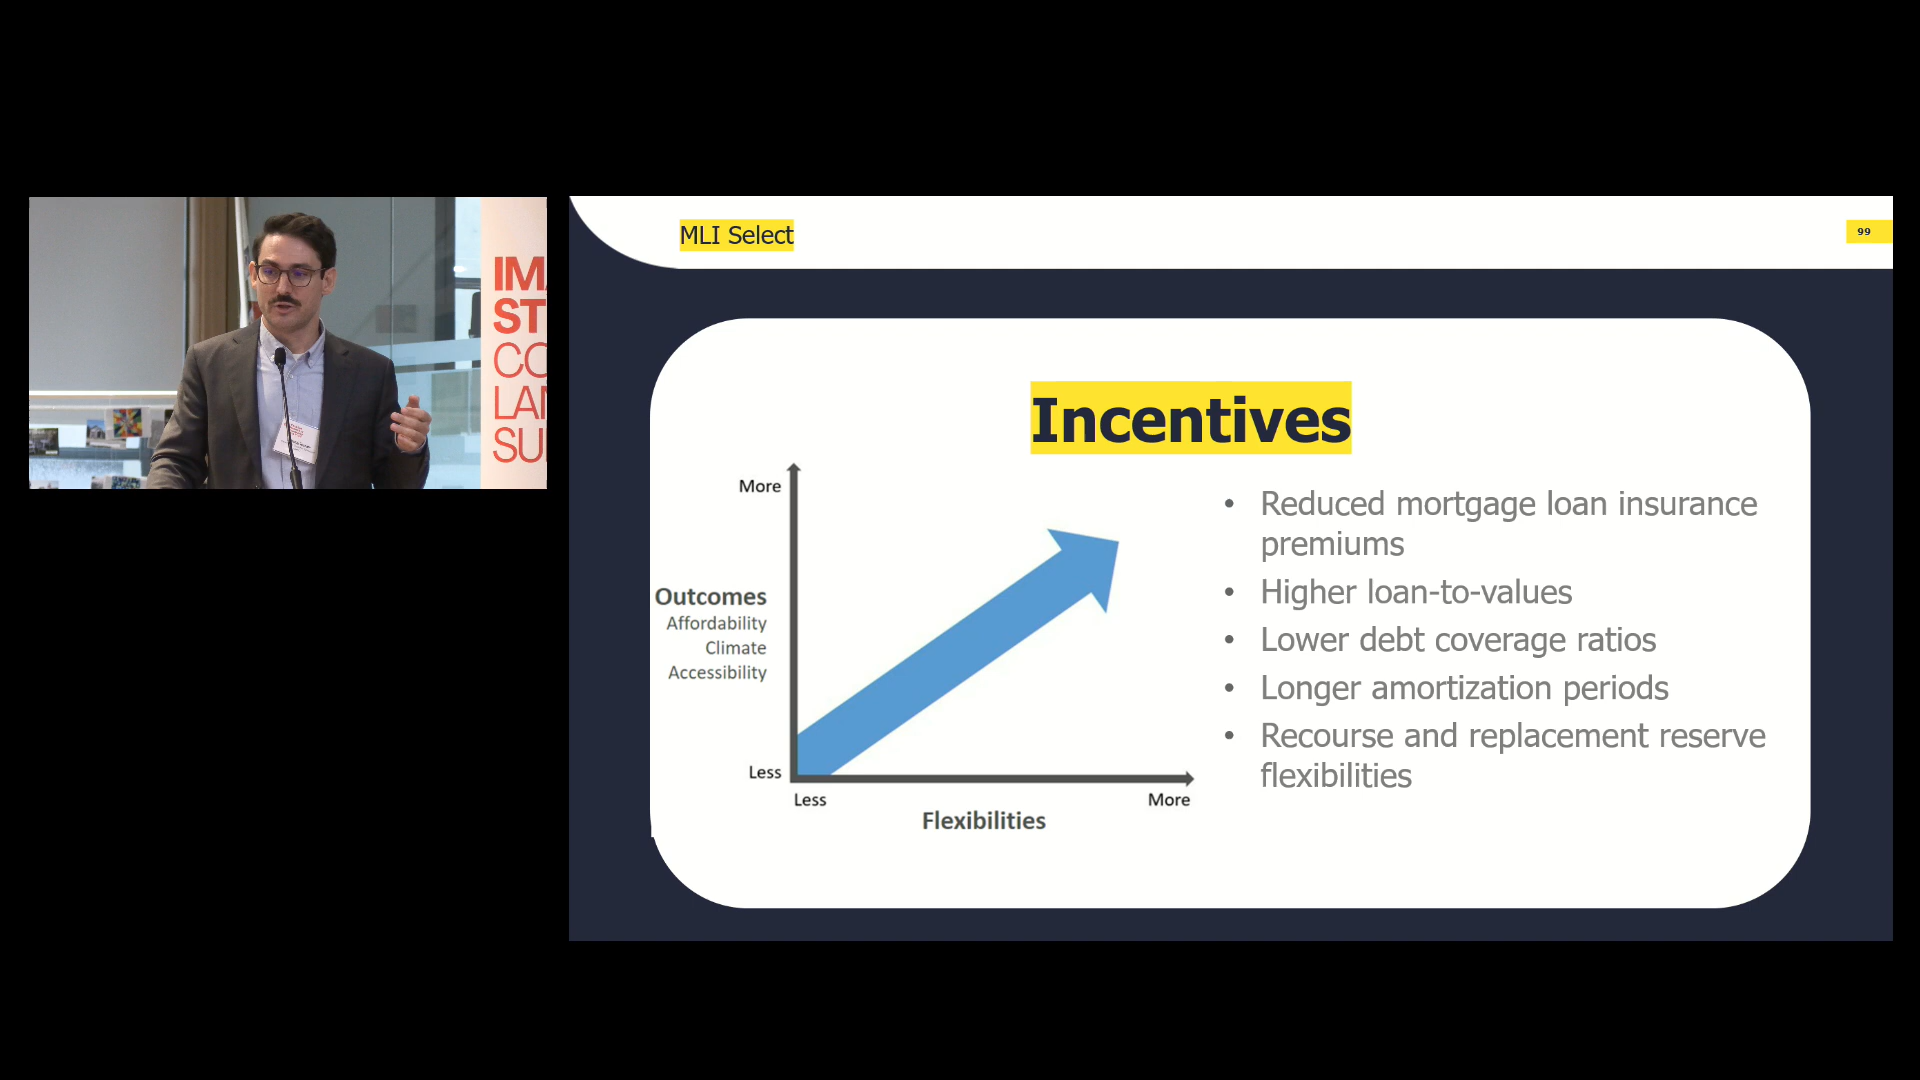 IM
ST
CO
LAN
SU
MLI Select
99
Incentives
More
Outcomes
Affordability
Climate
Accessibility
Less
Less
More
Flexibilities
• Reduced mortgage loan insurance
premiums
• Higher loan-to-values
• Lower debt coverage ratios
• Longer amortization periods
• Recourse and replacement reserve
flexibilities